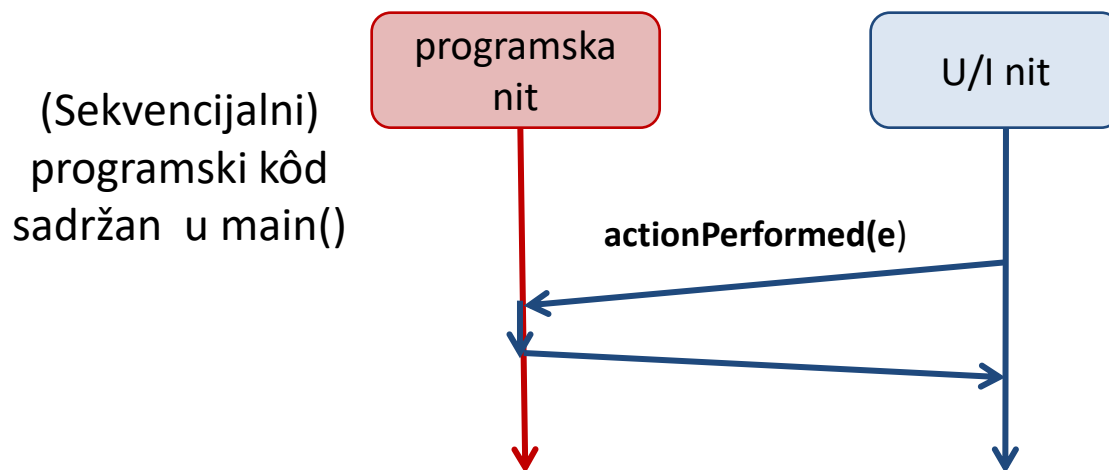 programska
nit
U/I nit
(Sekvencijalni)
programski kôd
sadržan  u main()
actionPerformed(e)